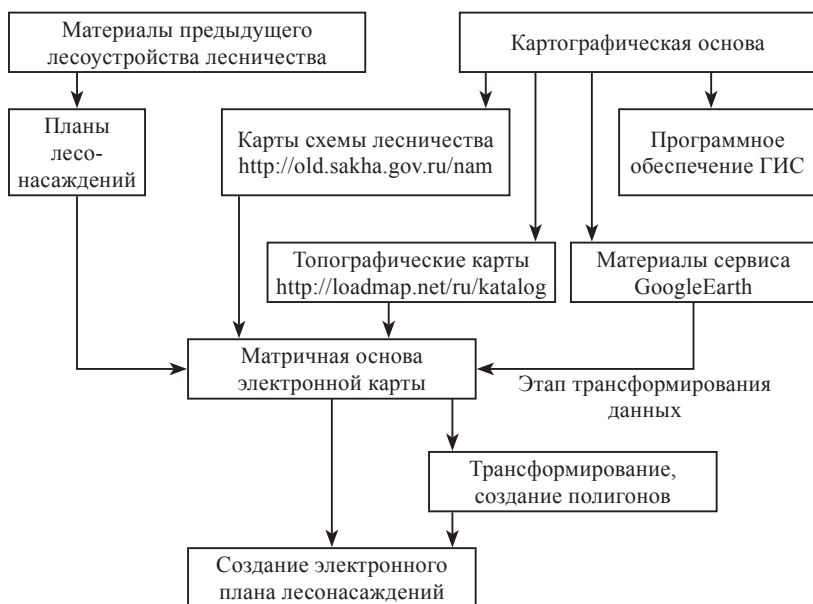 Материалы предыдущего
лесоустройства лесничества
Картографическая основа
Планы
лесо-
насаждений
Карты схемы лесничества
http://old.sakha.gov.ru/nam
Программное
обеспечение ГИС
Топографические карты
http://loadmap.net/ru/katalog
Материалы сервиса
GoogleEarth
Матричная основа
электронной карты
Этап трансформирования
данных
Трансформирование,
создание полигонов
Создание электронного
плана лесонасаждений